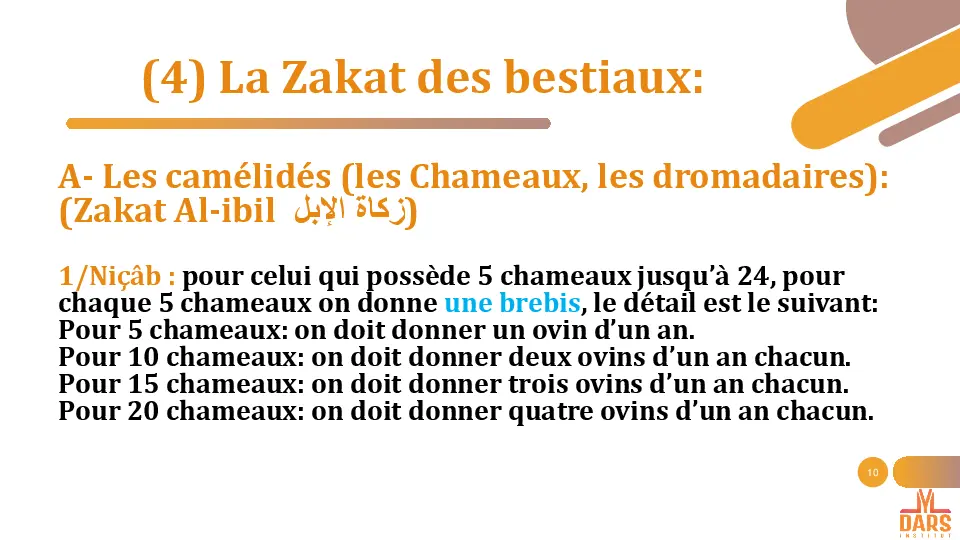 (4) La Zakat des bestiaux:
A- Les camélidés (les Chameaux, les dromadaires):
(Zakat Al-ibil زكاة الإبل)
1/Niçâb : pour celui qui possède 5 chameaux jusqu’à 24, pour
chaque 5 chameaux on donne une brebis, le détail est le suivant:
Pour 5 chameaux: on doit donner un ovin d’un an.
Pour 10 chameaux: on doit donner deux ovins d’un an chacun.
Pour 15 chameaux: on doit donner trois ovins d’un an chacun.
Pour 20 chameaux: on doit donner quatre ovins d’un an chacun.
10
DARS
INSTITUT